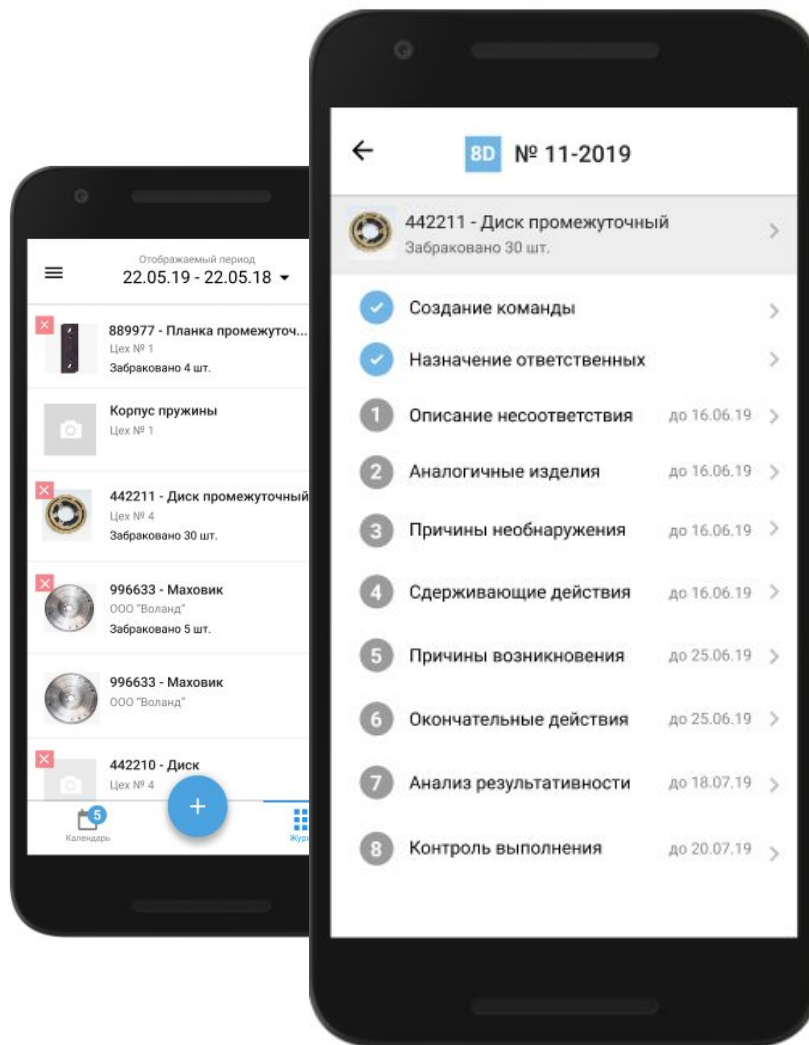 Отображаемый период
22.05.19 - 22.05.18
889977 - Планка промежуточ...
Цех № 1
Забраковано 4 шт.
Корпус пружины
Цех № 1
442211 - Диск промежуточный
Цех № 4
Забраковано 30 шт.
996633 - Маховик
ООО "Воланд"
Забраковано 5 шт.
996633 - Маховик
ООО "Воланд"
442210 - Диск
Цех № 4
5
+
Календарь
8D № 11-2019
442211 - Диск промежуточный
Забраковано 30 шт.
Создание команды
Назначение ответственных
1 Описание несоответствия до 16.06.19
2 Аналогичные изделия до 16.06.19
3 Причины необнаружения до 16.06.19
4 Сдерживающие действия до 16.06.19
5 Причины возникновения до 25.06.19
6 Окончательные действия до 25.06.19
7 Анализ результативности до 18.07.19
8 Контроль выполнения до 20.07.19